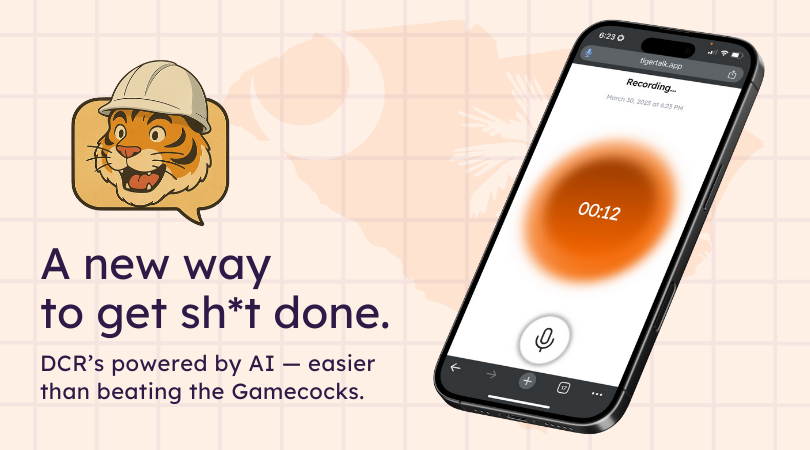 A new way
to get sh*t done.
DCR's powered by AI — easier
than beating the Gamecocks.
6:23
tigertalk.app
Recording...
March 30, 2025 at 6:23 PM
00:12
17